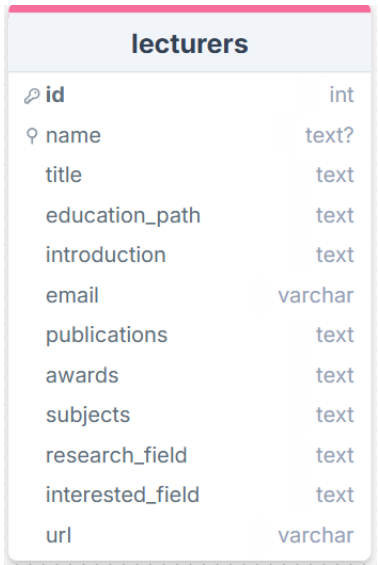 lecturers
id int
name text?
title text
education_path text
introduction text
email varchar
publications text
awards text
subjects text
research_field text
interested_field text
url varchar